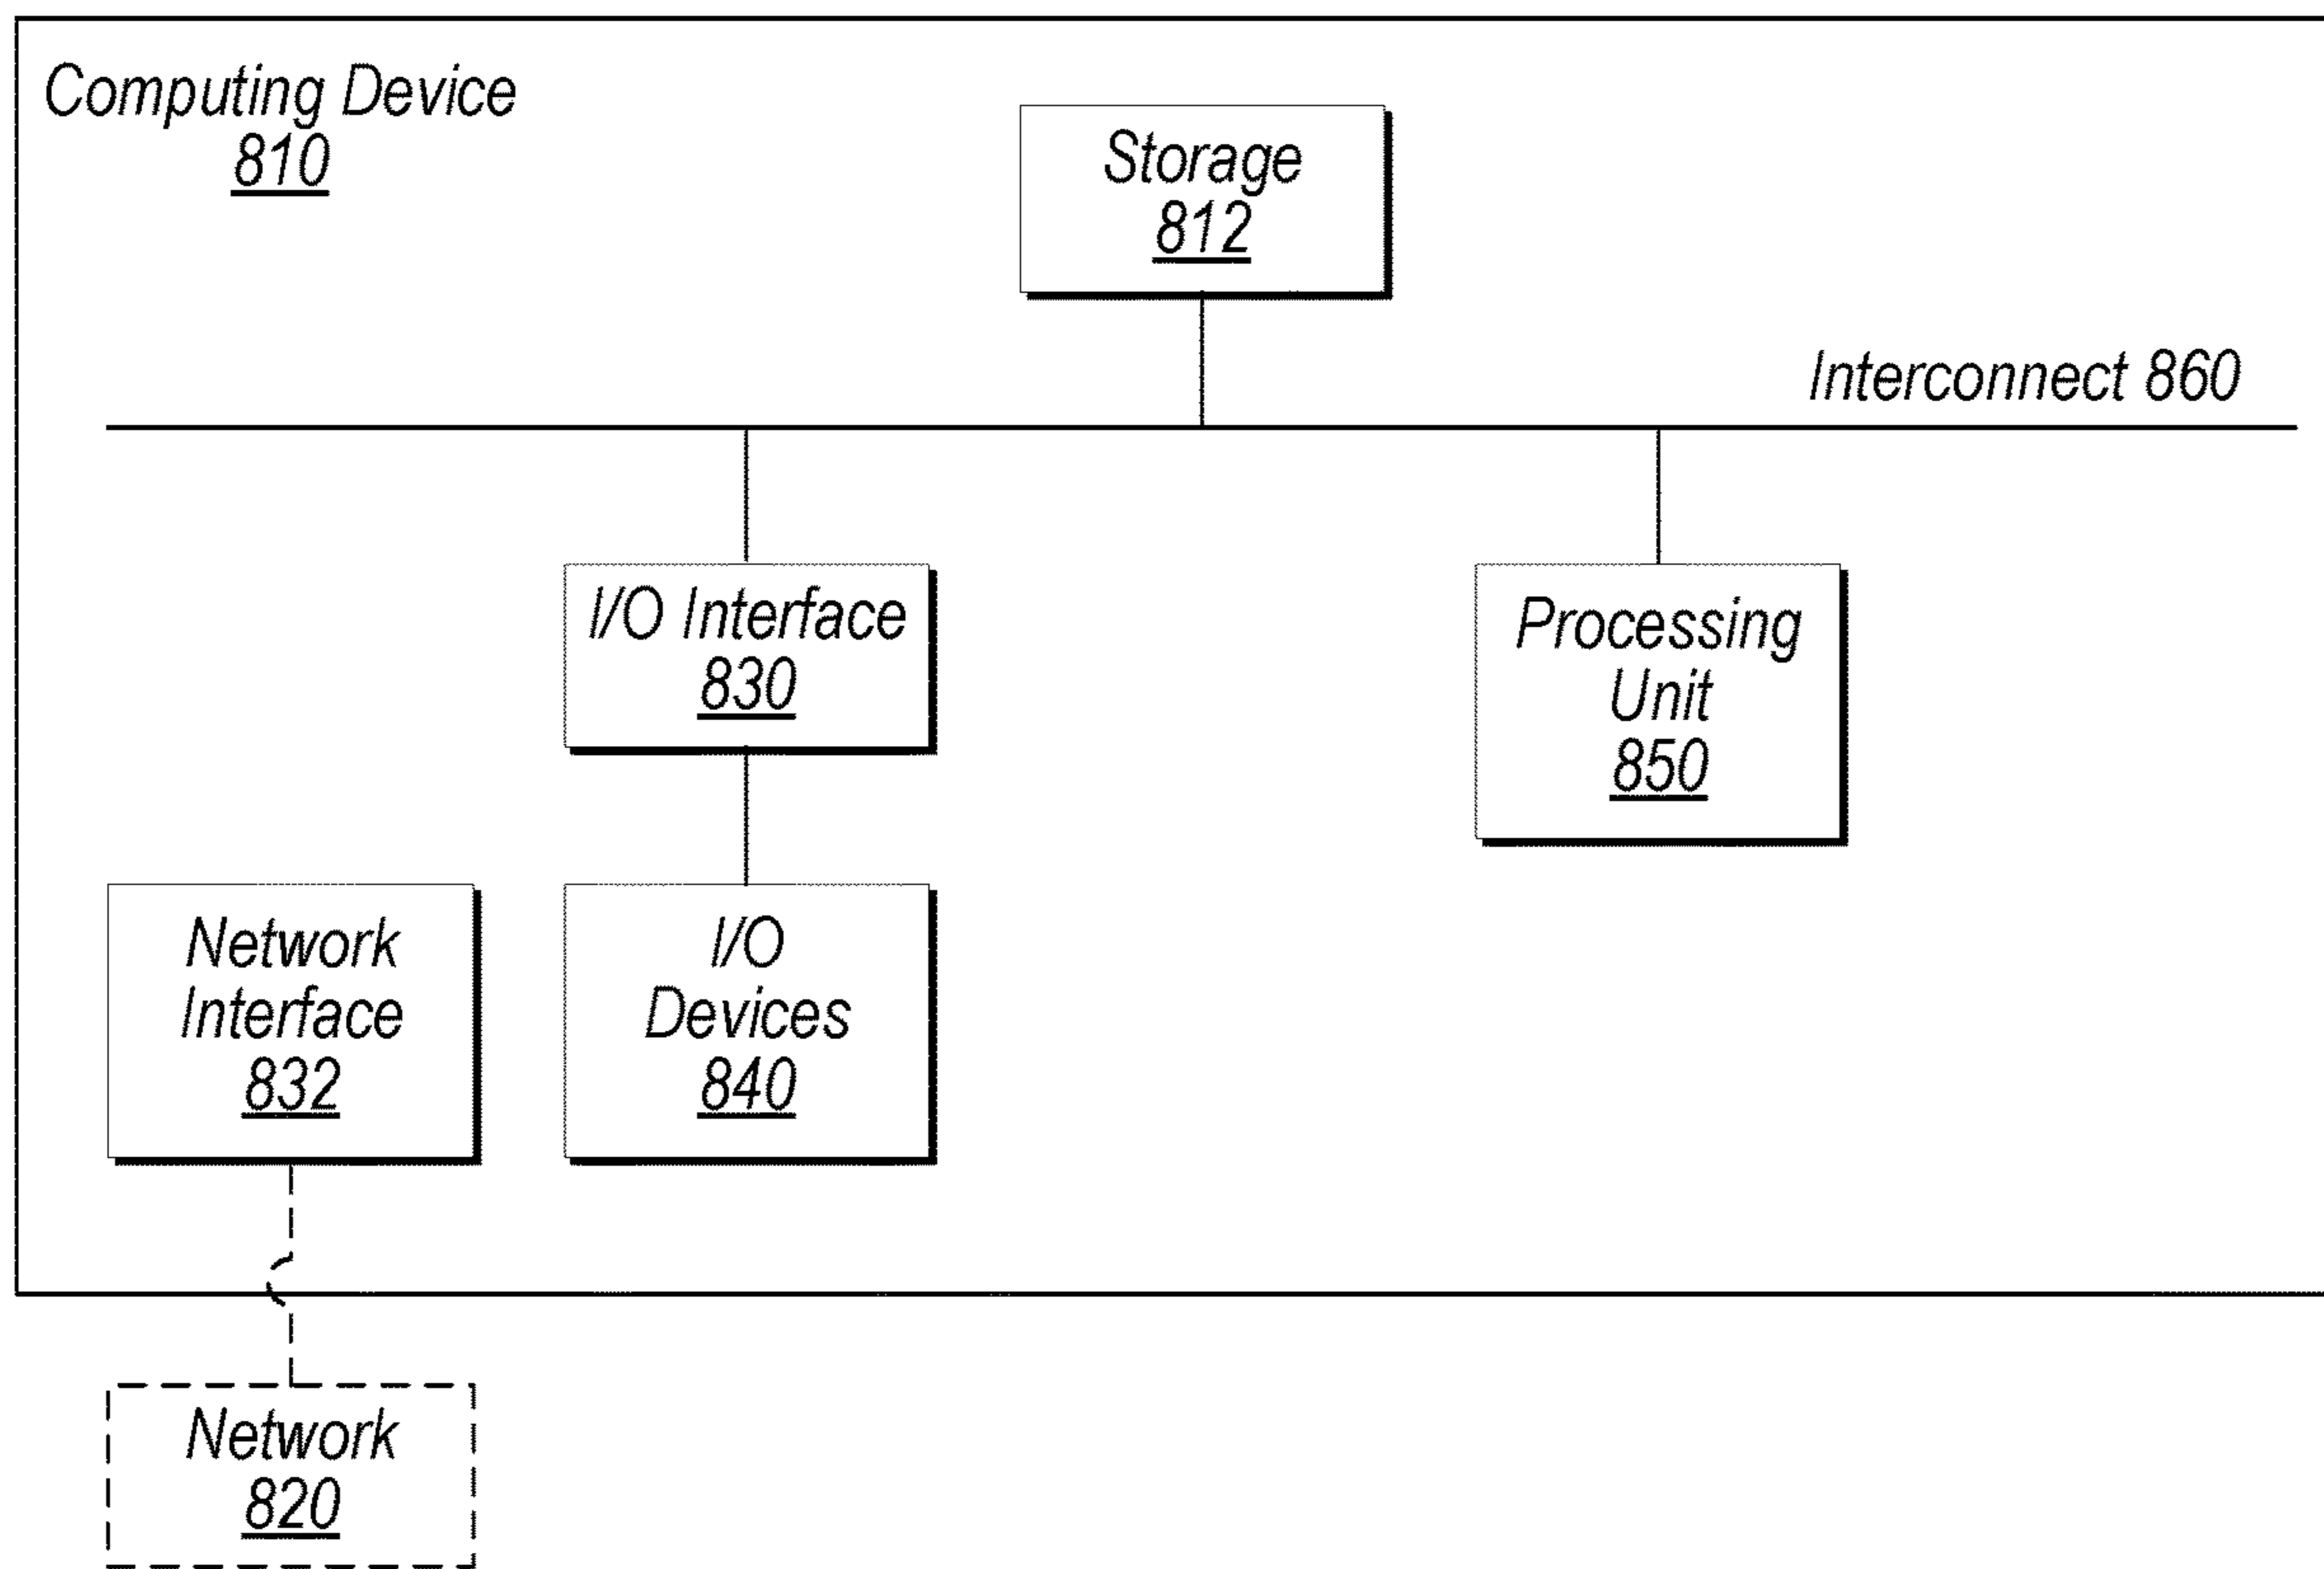 Computing Device
810
Storage
812
Interconnect 860
I/O Interface
830
Processing
Unit
850
Network
Interface
832
I/O
Devices
840
Network
820